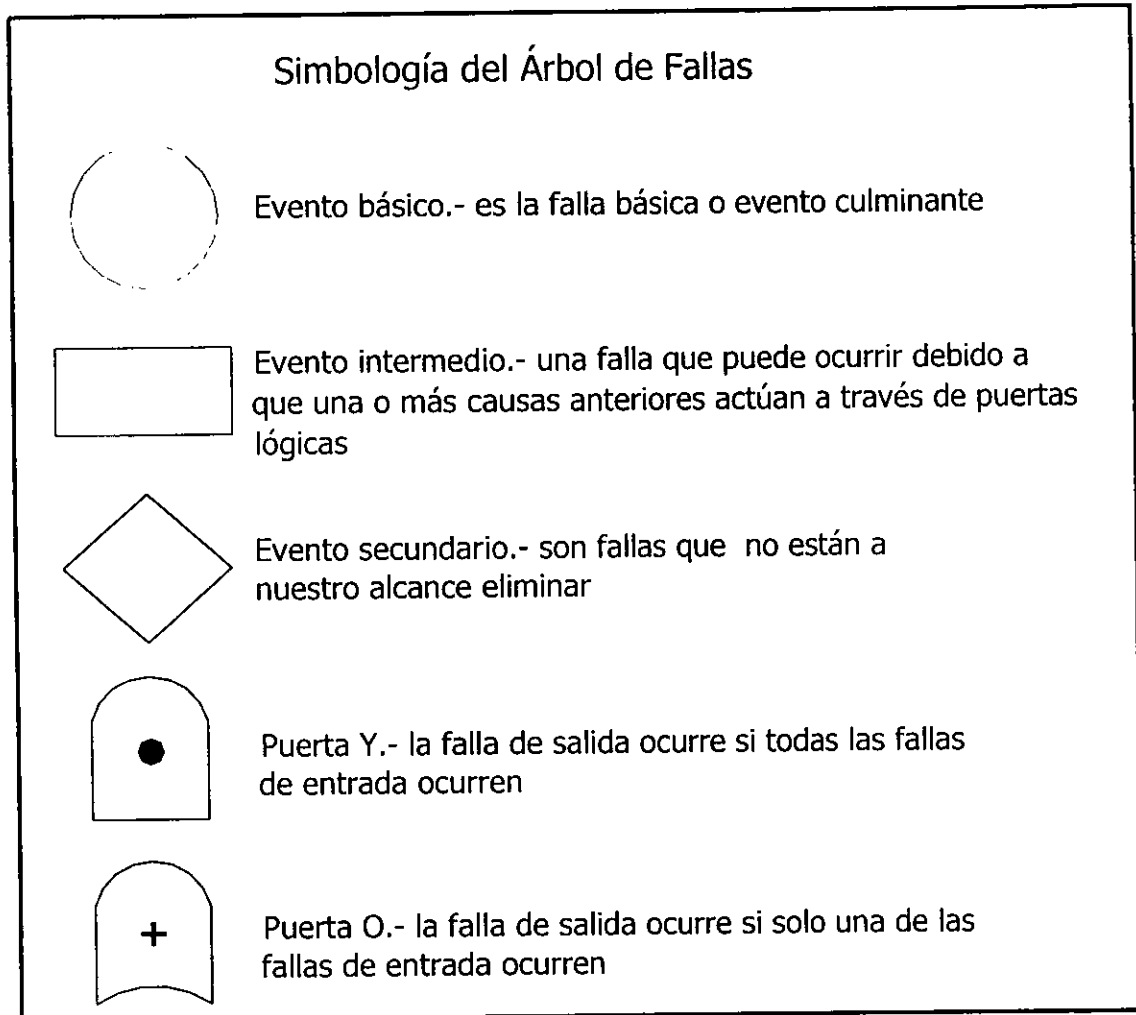 Simbología del Árbol de Fallas
Evento básico.- es la falla básica o evento culminante
Evento intermedio.- una falla que puede ocurrir debido a
que una o más causas anteriores actúan a través de puertas
lógicas
Evento secundario.- son fallas que no están a
nuestro alcance eliminar
Puerta Y.- la falla de salida ocurre si todas las fallas
de entrada ocurren
+
Puerta O.- la falla de salida ocurre si solo una de las
fallas de entrada ocurren